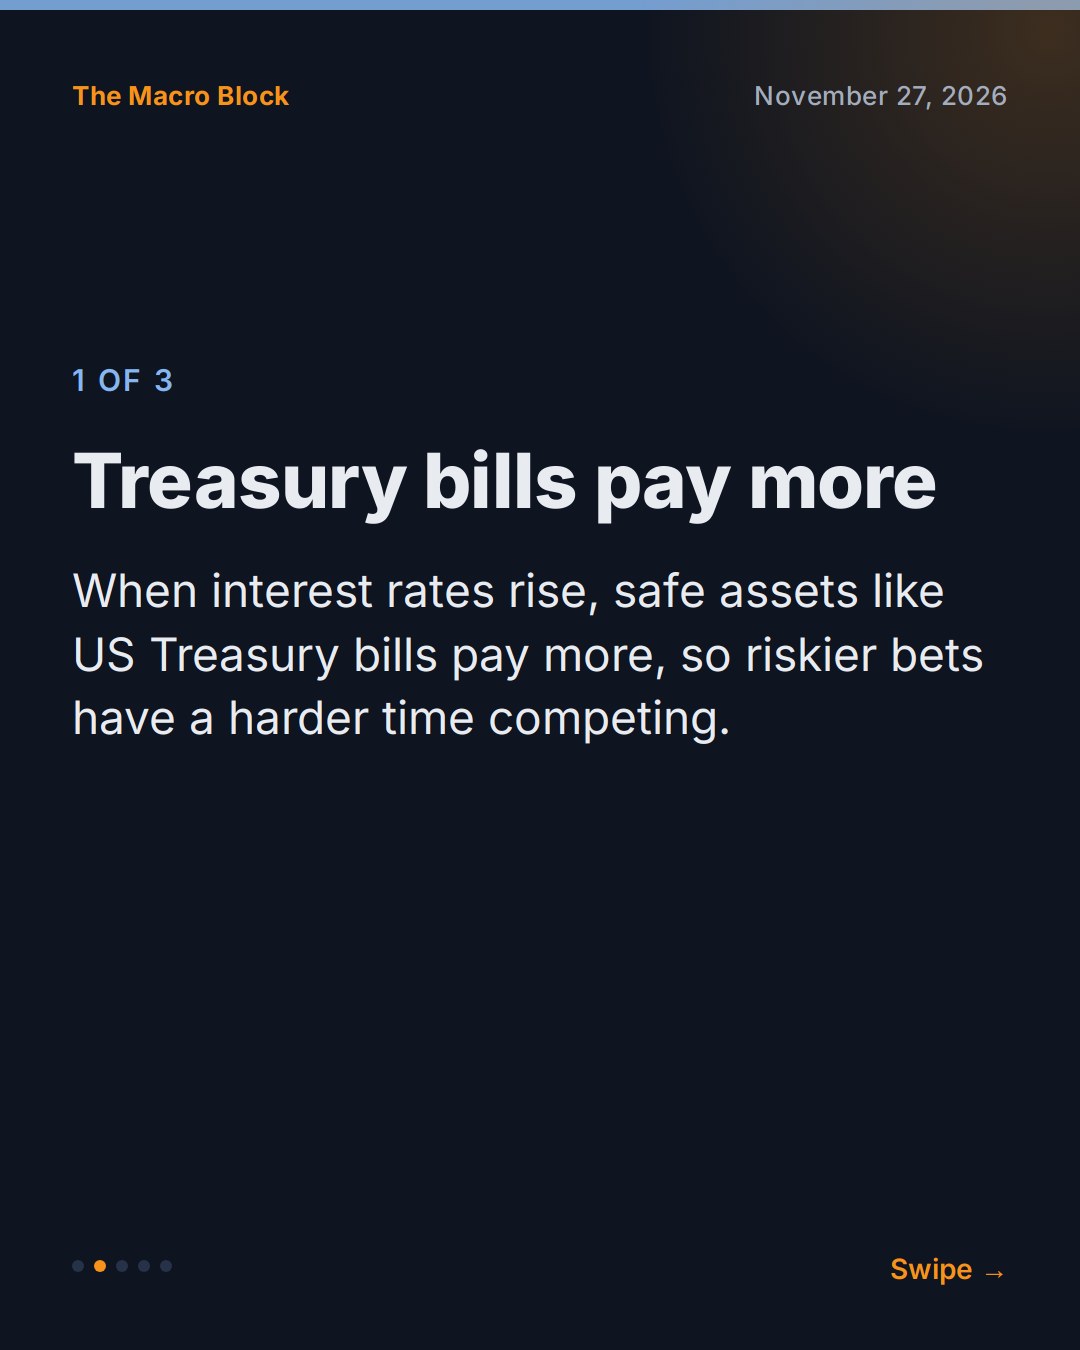 The Macro Block
November 27, 2026
1 OF 3
Treasury bills pay more
When interest rates rise, safe assets like
US Treasury bills pay more, so riskier bets
have a harder time competing.
Swipe →